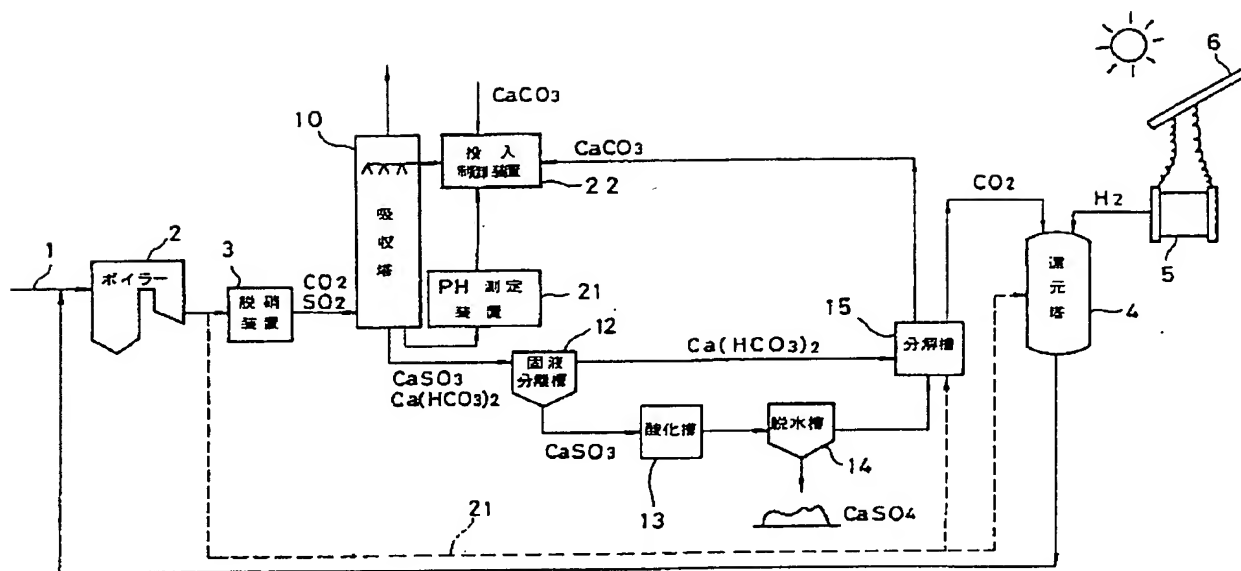 6
CaCO3
10
投入
制御装置
22
CaCO3
CO2
H2
5
吸収塔
1
2
ボイラー
3
脱硝
装置
CO2
SO2
PH 測定
装置
21
12
固液
分離槽
CaSO3
Ca(HCO3)2
Ca(HCO3)2
15
分解槽
還元塔
4
CaSO3
酸化槽
13
脱水槽
14
CaSO4
21